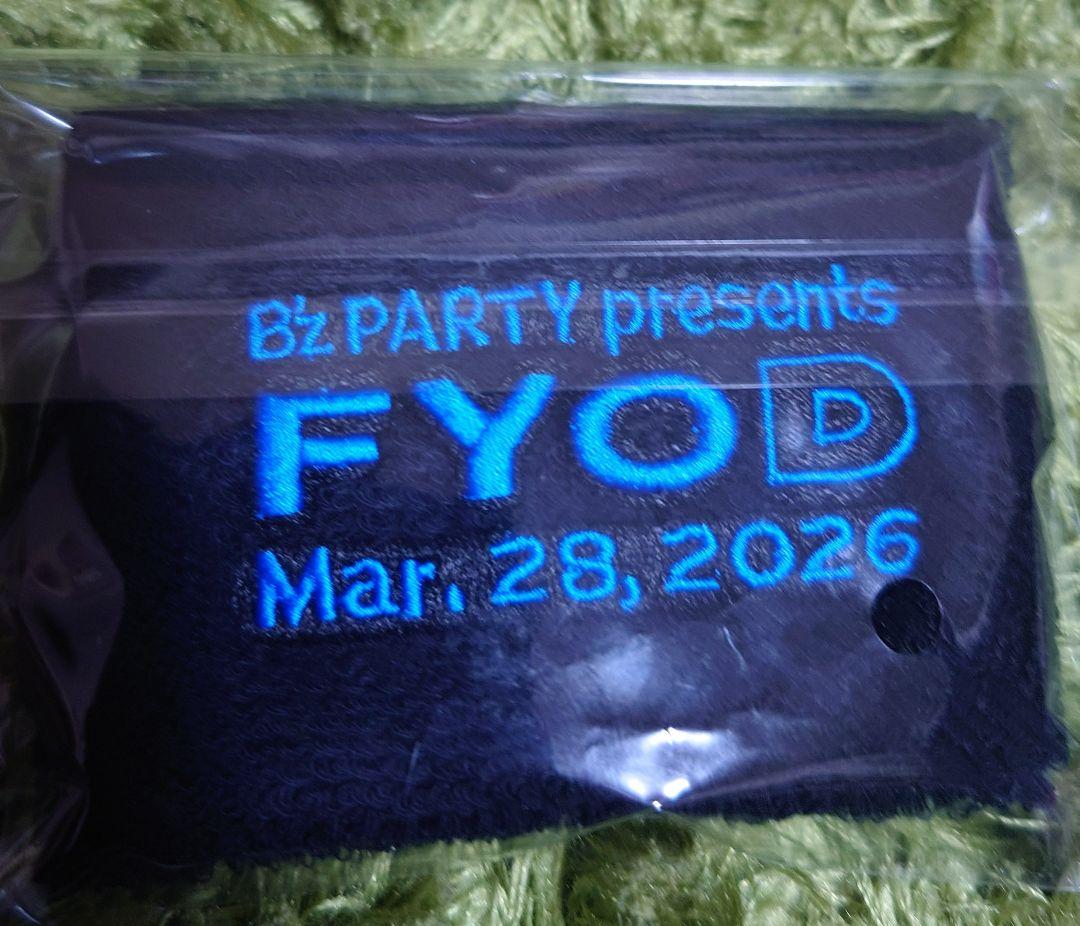 B'z PARTY presents
FYOD
Mar. 28, 2026